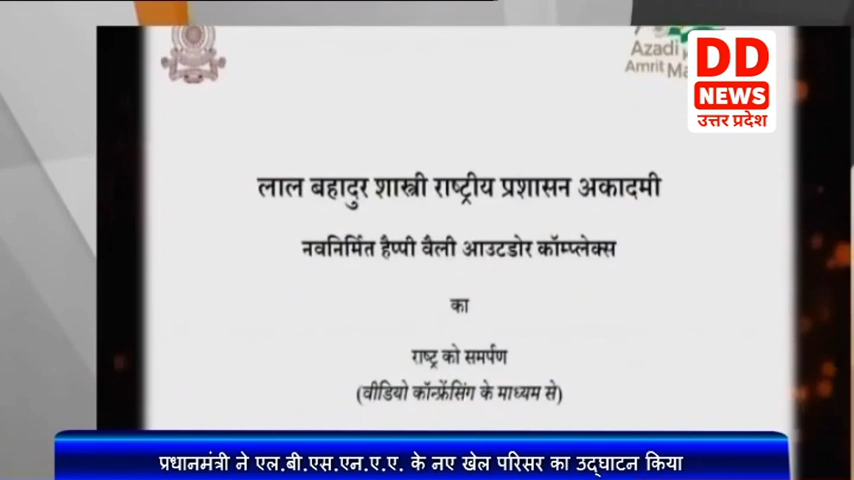 Azadi
Amrit
DD
NEWS
उत्तर प्रदेश
लाल बहादुर शास्त्री राष्ट्रीय प्रशासन अकादमी
नवनिर्मित हैप्पी वैली आउटडोर कॉम्प्लेक्स
का
राष्ट्र को समर्पण
(वीडियो कॉन्फ्रेंसिंग के माध्यम से)
प्रधानमंत्री ने एल.बी.एस.एन.ए.ए. के नए खेल परिसर का उद्घाटन किया